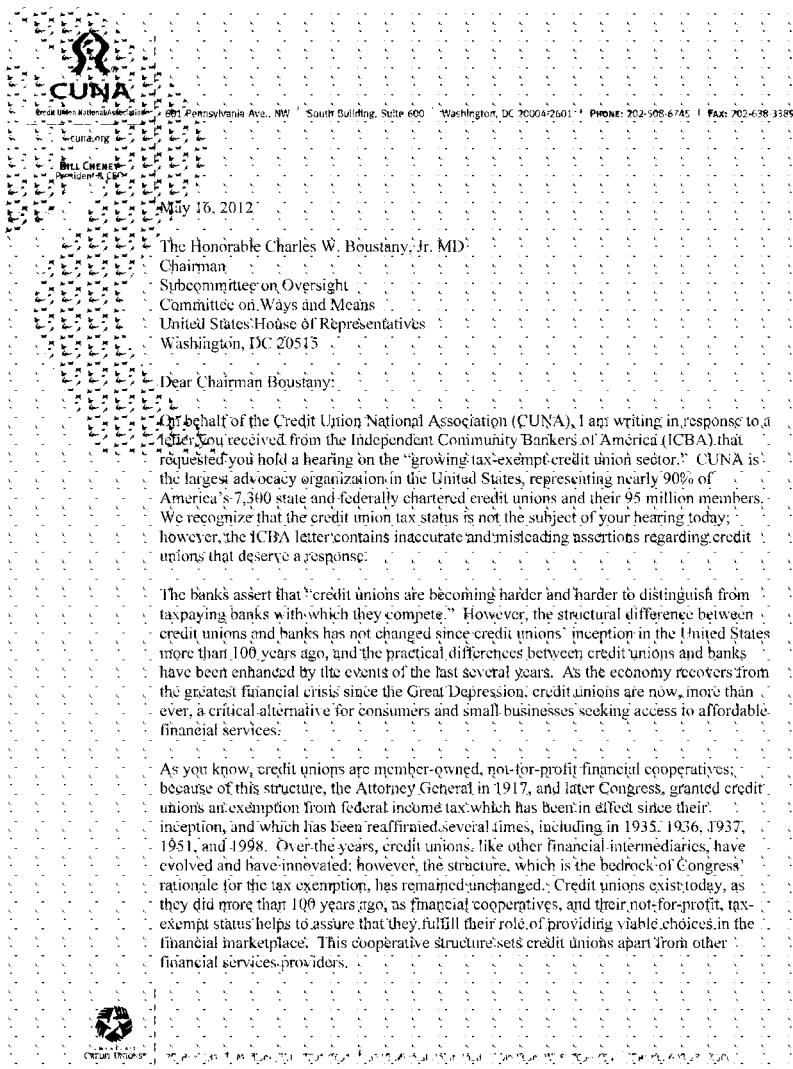 CUNA
Credit Union National Association
601 Pennsylvania Ave., NW | South Building, Suite 600 | Washington, DC 20004-2601 | PHONE: 202-508-6745 | FAX: 202-638-3389
cuna.org
BILL CHENEY
President & CEO
May 16, 2012
The Honorable Charles W. Boustany, Jr. MD
Chairman
Subcommittee on Oversight
Committee on Ways and Means
United States House of Representatives
Washington, DC 20515
Dear Chairman Boustany:
On behalf of the Credit Union National Association (CUNA), I am writing in response to a
letter you received from the Independent Community Bankers of America (ICBA) that
requested you hold a hearing on the “growing tax-exempt credit union sector.” CUNA is
the largest advocacy organization in the United States, representing nearly 90% of
America’s 7,300 state and federally chartered credit unions and their 95 million members.
We recognize that the credit union tax status is not the subject of your hearing today;
however, the ICBA letter contains inaccurate and misleading assertions regarding credit
unions that deserve a response.
The banks assert that “credit unions are becoming harder and harder to distinguish from
taxpaying banks with which they compete.” However, the structural difference between
credit unions and banks has not changed since credit unions’ inception in the United States
more than 100 years ago, and the practical differences between credit unions and banks
have been enhanced by the events of the last several years. As the economy recovers from
the greatest financial crisis since the Great Depression, credit unions are now, more than
ever, a critical alternative for consumers and small businesses seeking access to affordable
financial services.
As you know, credit unions are member-owned, not-for-profit financial cooperatives;
because of this structure, the Attorney General in 1917, and later Congress, granted credit
unions an exemption from federal income tax which has been in effect since their
inception, and which has been reaffirmed several times, including in 1935, 1936, 1937,
1951, and 1998. Over the years, credit unions, like other financial intermediaries, have
evolved and have innovated; however, the structure, which is the bedrock of Congress’
rationale for the tax exemption, has remained unchanged. Credit unions exist today, as
they did more than 100 years ago, as financial cooperatives, and their not-for-profit, tax-
exempt status helps to assure that they fulfill their role of providing viable choices in the
financial marketplace. This cooperative structure sets credit unions apart from other
financial services providers.
CREDIT UNIONS